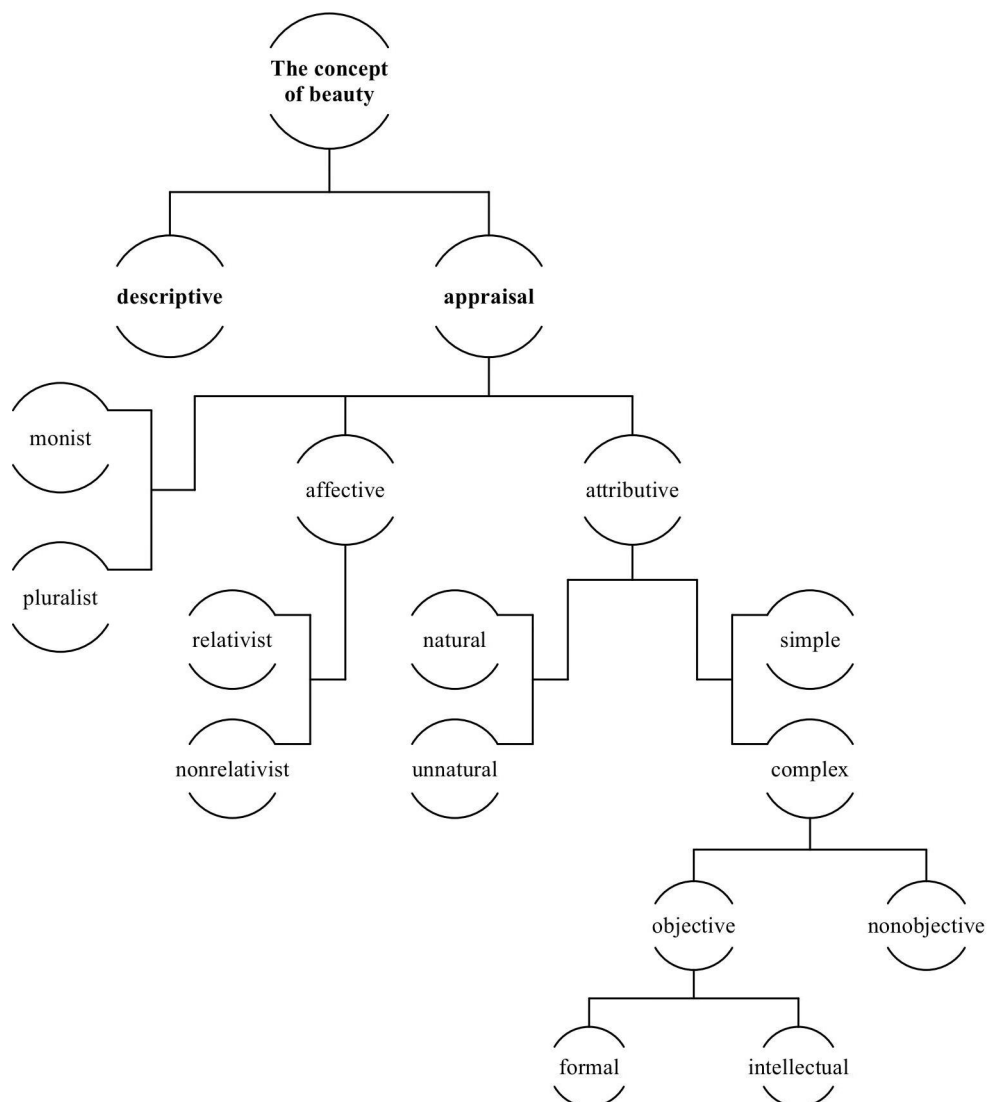 The concept
of beauty
descriptive
appraisal
monist
affective
attributive
pluralist
relativist
natural
simple
nonrelativist
unnatural
complex
objective
nonobjective
formal
intellectual